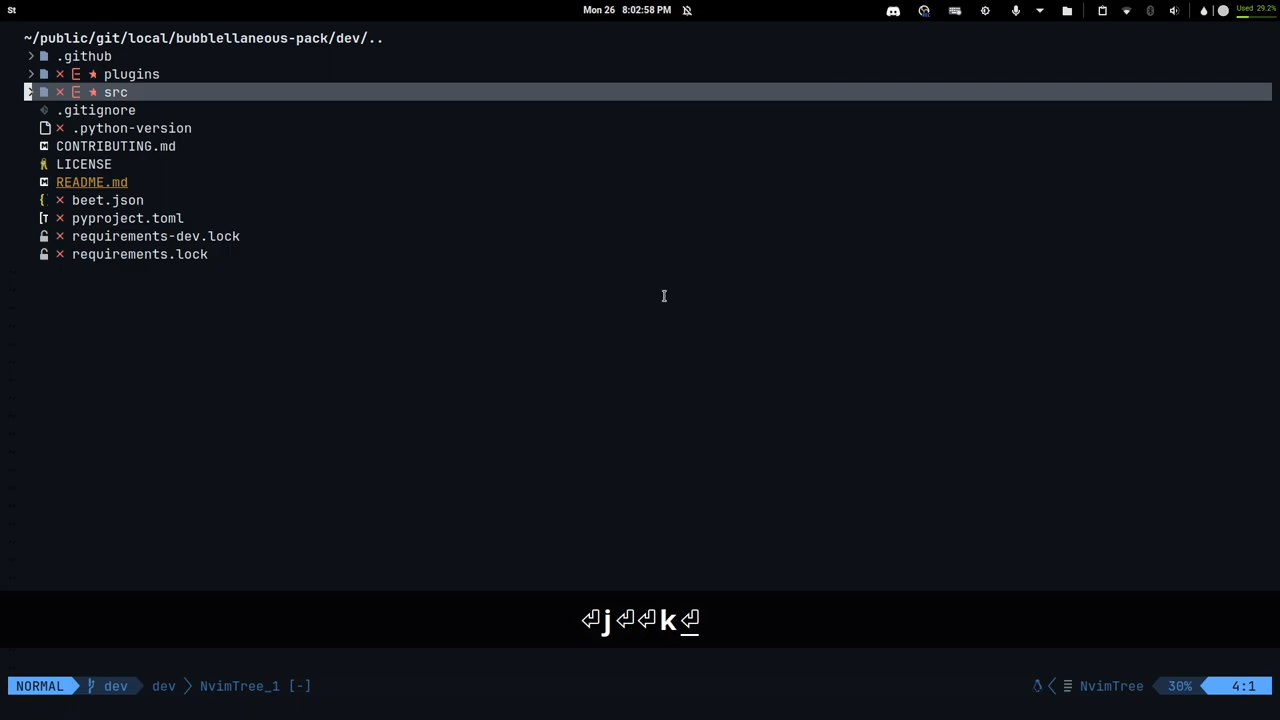 St
Mon 26 8:02:58 PM
Used 29.2%
~/public/git/local/bubblellaneous-pack/dev/..
.github
plugins
src
.gitignore
.python-version
CONTRIBUTING.md
LICENSE
README.md
beet.json
pyproject.toml
requirements-dev.lock
requirements.lock
⏎j⏎⏎k⏎
NORMAL dev dev NvimTree_1 [-] NvimTree 30% 4:1